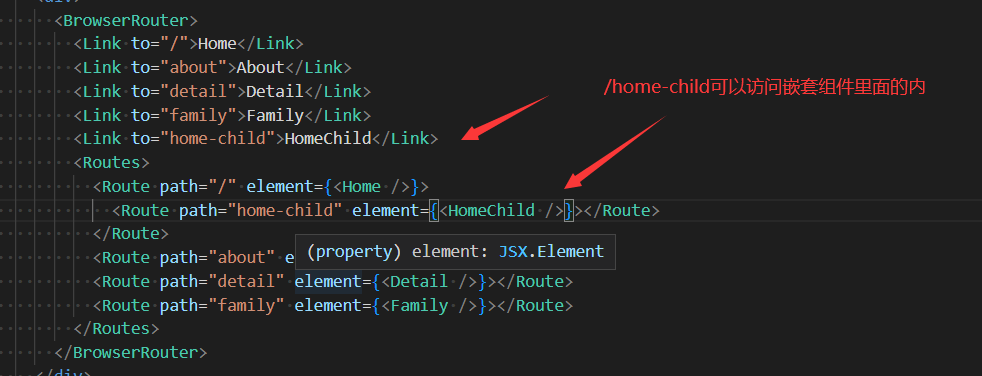 <div>
<BrowserRouter>
<Link to="/">Home</Link>
<Link to="about">About</Link>
<Link to="detail">Detail</Link>
/home-child可以访问嵌套组件里面的内
<Link to="family">Family</Link>
<Link to="home-child">HomeChild</Link>
<Routes>
<Route path="/" element={<Home />}>
<Route path="home-child" element={<HomeChild />}></Route>
</Route>
(property) element: JSX.Element
<Route path="about" e
<Route path="detail" element={<Detail />}></Route>
<Route path="family" element={<Family />}></Route>
</Routes>
</BrowserRouter>
</div>